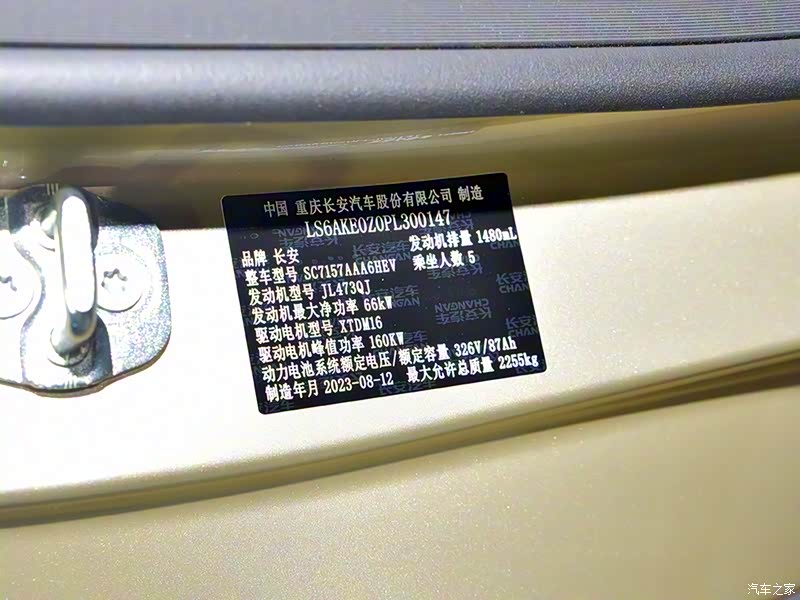 中国 重庆长安汽车股份有限公司 制造
LS6AKE0Z0PL300147
品牌 长安 发动机排量 1480mL
整车型号 SC7157AAA6HEV 乘坐人数 5
发动机型号 JL473QJ
发动机最大净功率 66kW
驱动电机型号 XTDM16
驱动电机峰值功率 160KW
动力电池系统额定电压/额定容量 326V/87Ah
制造年月 2023-08-12 最大允许总质量 2255kg
长安汽车
CHANGAN
汽车之家